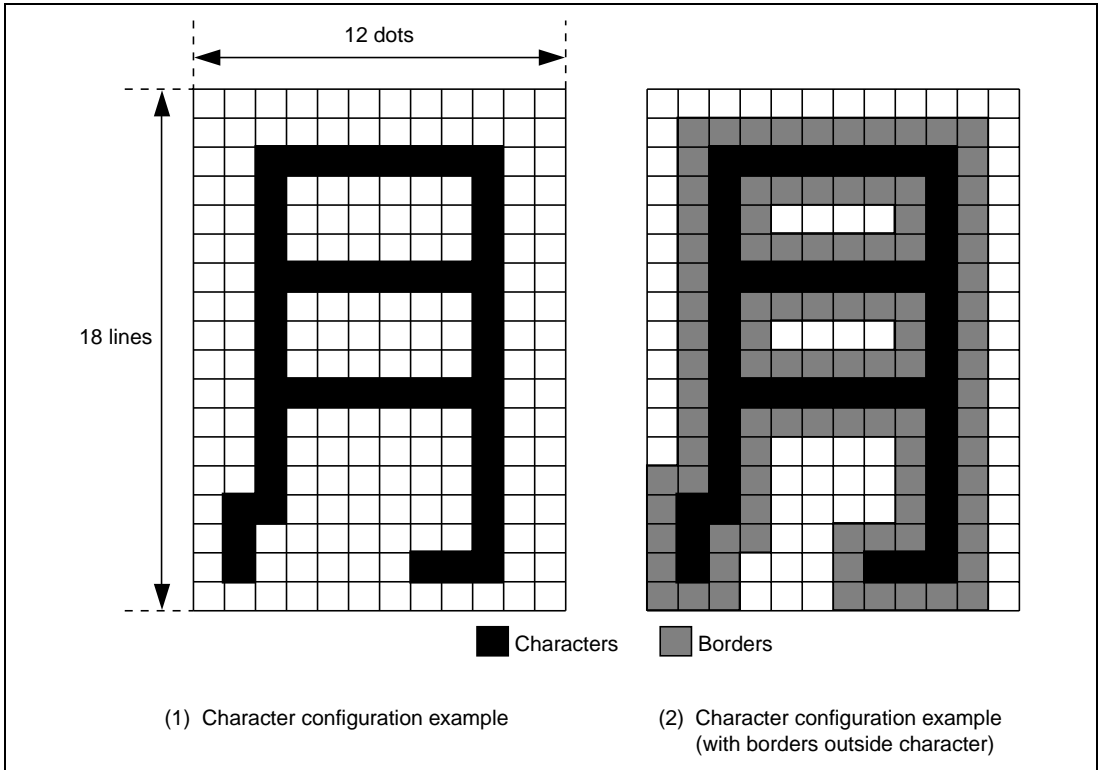 12 dots
18 lines
Characters
Borders
(1) Character configuration example
(2) Character configuration example
(with borders outside character)